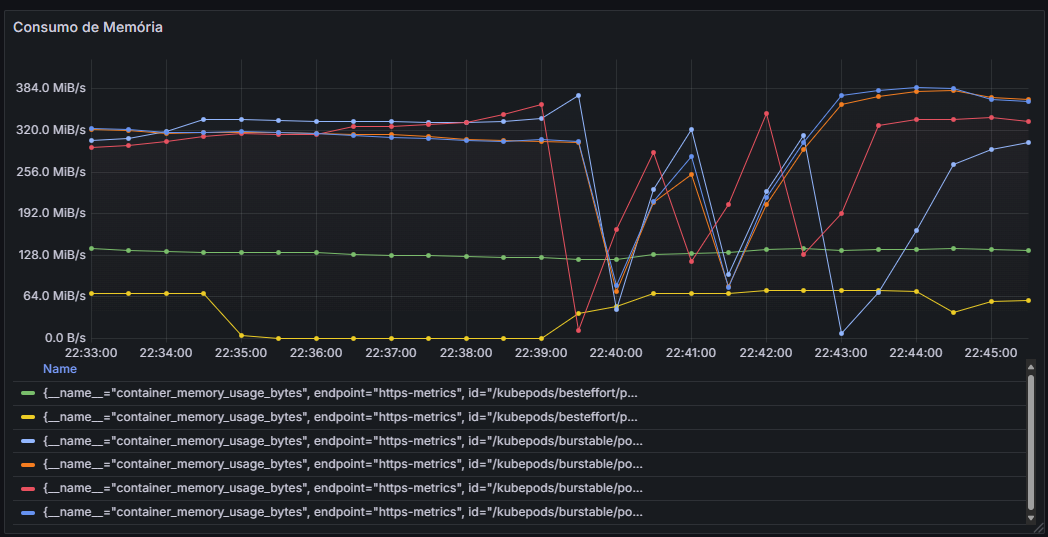 Consumo de Memória
384.0 MiB/s
320.0 MiB/s
256.0 MiB/s
192.0 MiB/s
128.0 MiB/s
64.0 MiB/s
0.0 B/s
22:33:00 22:34:00 22:35:00 22:36:00 22:37:00 22:38:00 22:39:00 22:40:00 22:41:00 22:42:00 22:43:00 22:44:00 22:45:00
Name
{__name__="container_memory_usage_bytes", endpoint="https-metrics", id="/kubepods/besteffort/p...
{__name__="container_memory_usage_bytes", endpoint="https-metrics", id="/kubepods/besteffort/p...
{__name__="container_memory_usage_bytes", endpoint="https-metrics", id="/kubepods/burstable/po...
{__name__="container_memory_usage_bytes", endpoint="https-metrics", id="/kubepods/burstable/po...
{__name__="container_memory_usage_bytes", endpoint="https-metrics", id="/kubepods/burstable/po...
{__name__="container_memory_usage_bytes", endpoint="https-metrics", id="/kubepods/burstable/po...